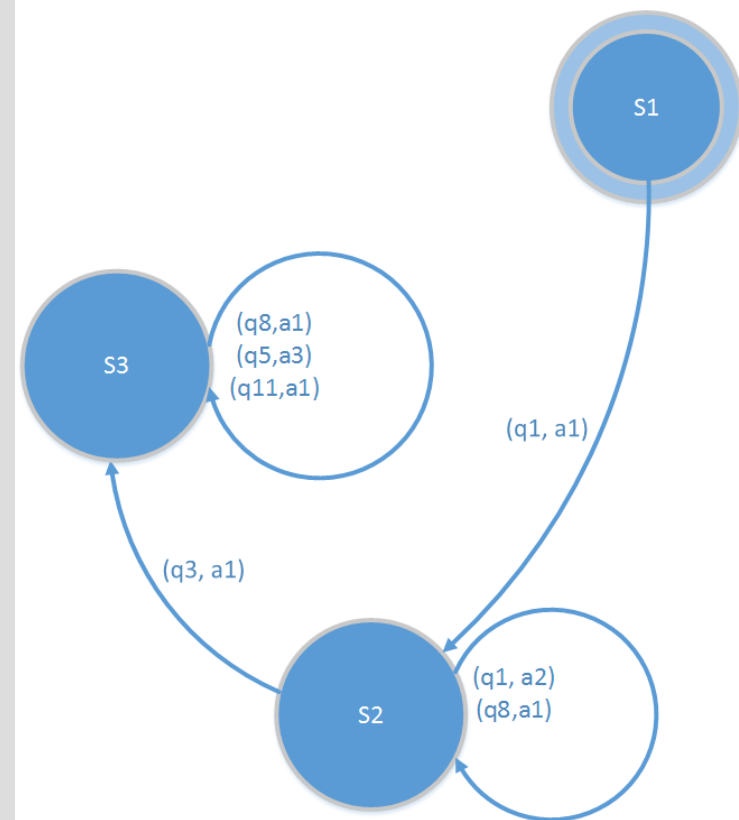 S1
(q8,a1)
(q5,a3)
(q11,a1)
S3
(q1, a1)
(q3, a1)
(q1, a2)
(q8,a1)
S2